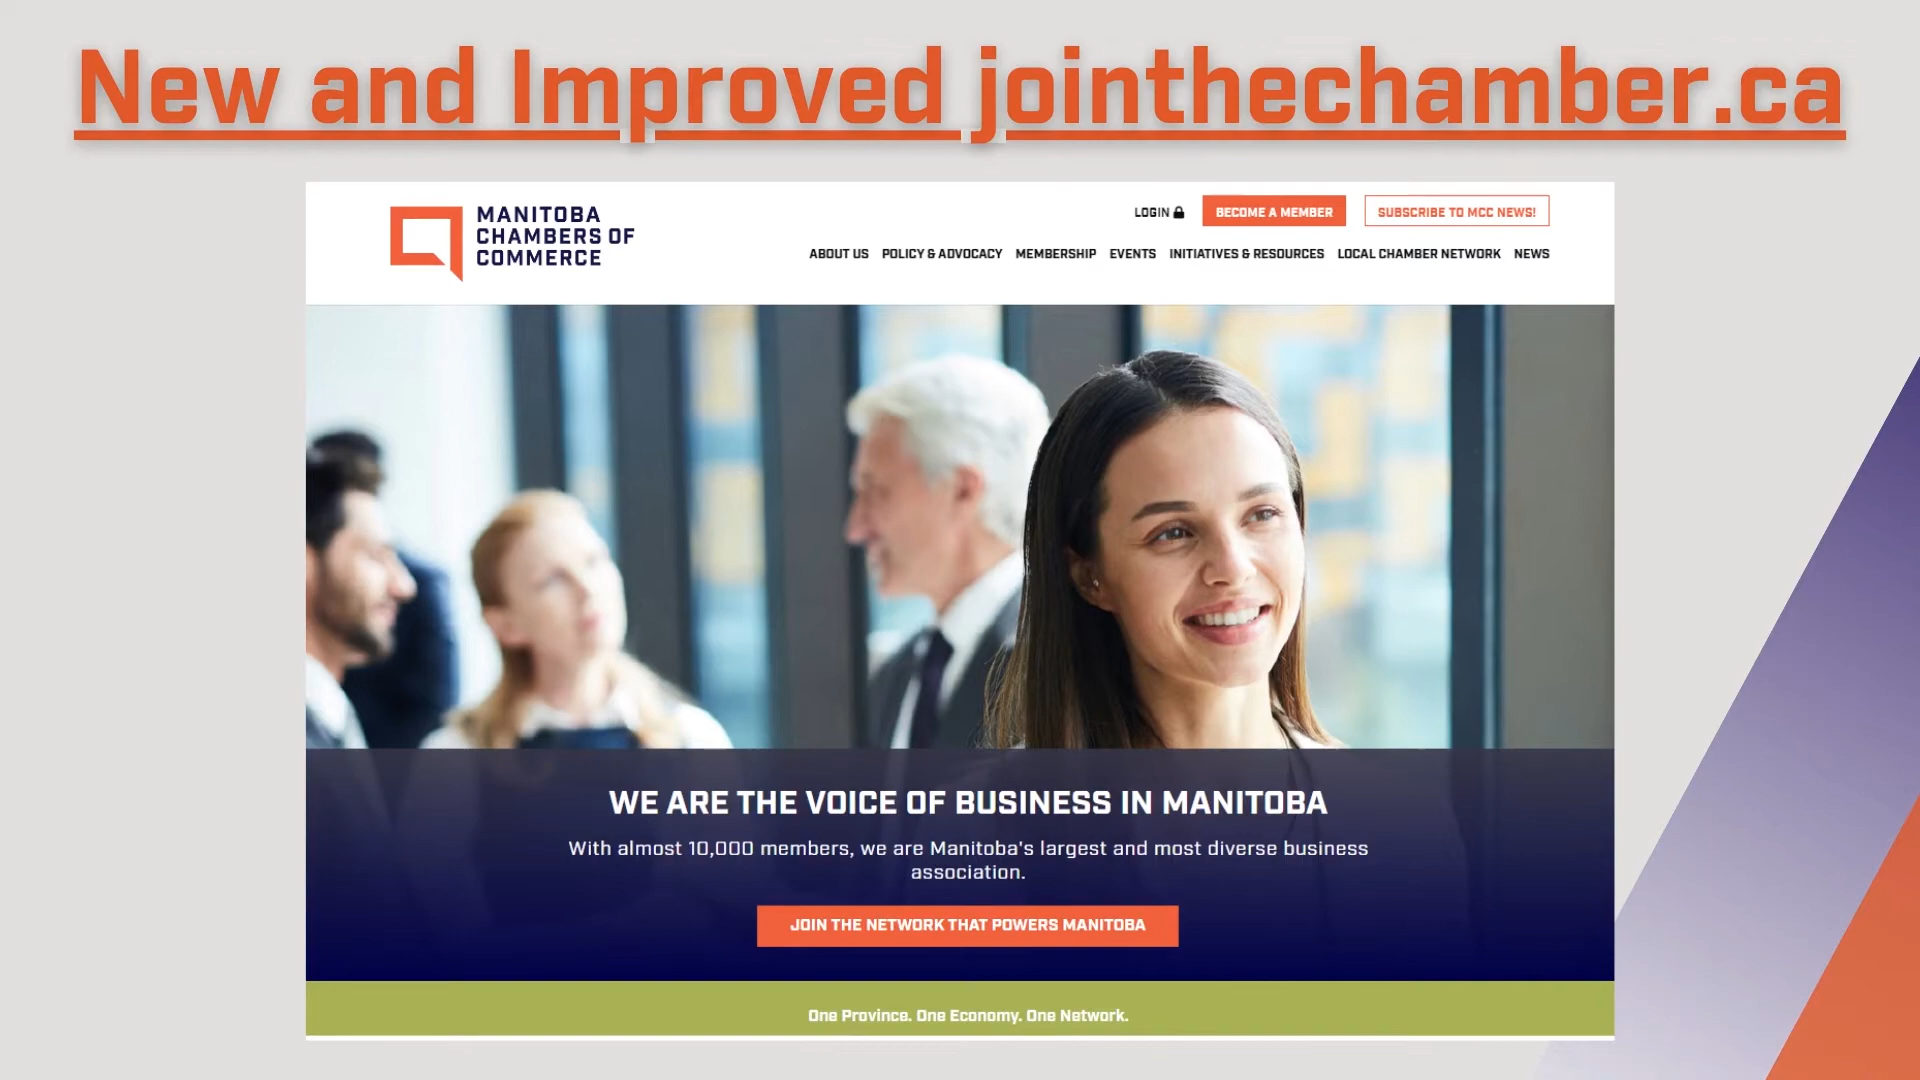 New and Improved jointhechamber.ca
MANITOBA
CHAMBERS OF
COMMERCE
LOGIN
BECOME A MEMBER
SUBSCRIBE TO MCC NEWS!
ABOUT US POLICY & ADVOCACY MEMBERSHIP EVENTS INITIATIVES & RESOURCES LOCAL CHAMBER NETWORK NEWS
WE ARE THE VOICE OF BUSINESS IN MANITOBA
With almost 10,000 members, we are Manitoba's largest and most diverse business
association.
JOIN THE NETWORK THAT POWERS MANITOBA
One Province. One Economy. One Network.